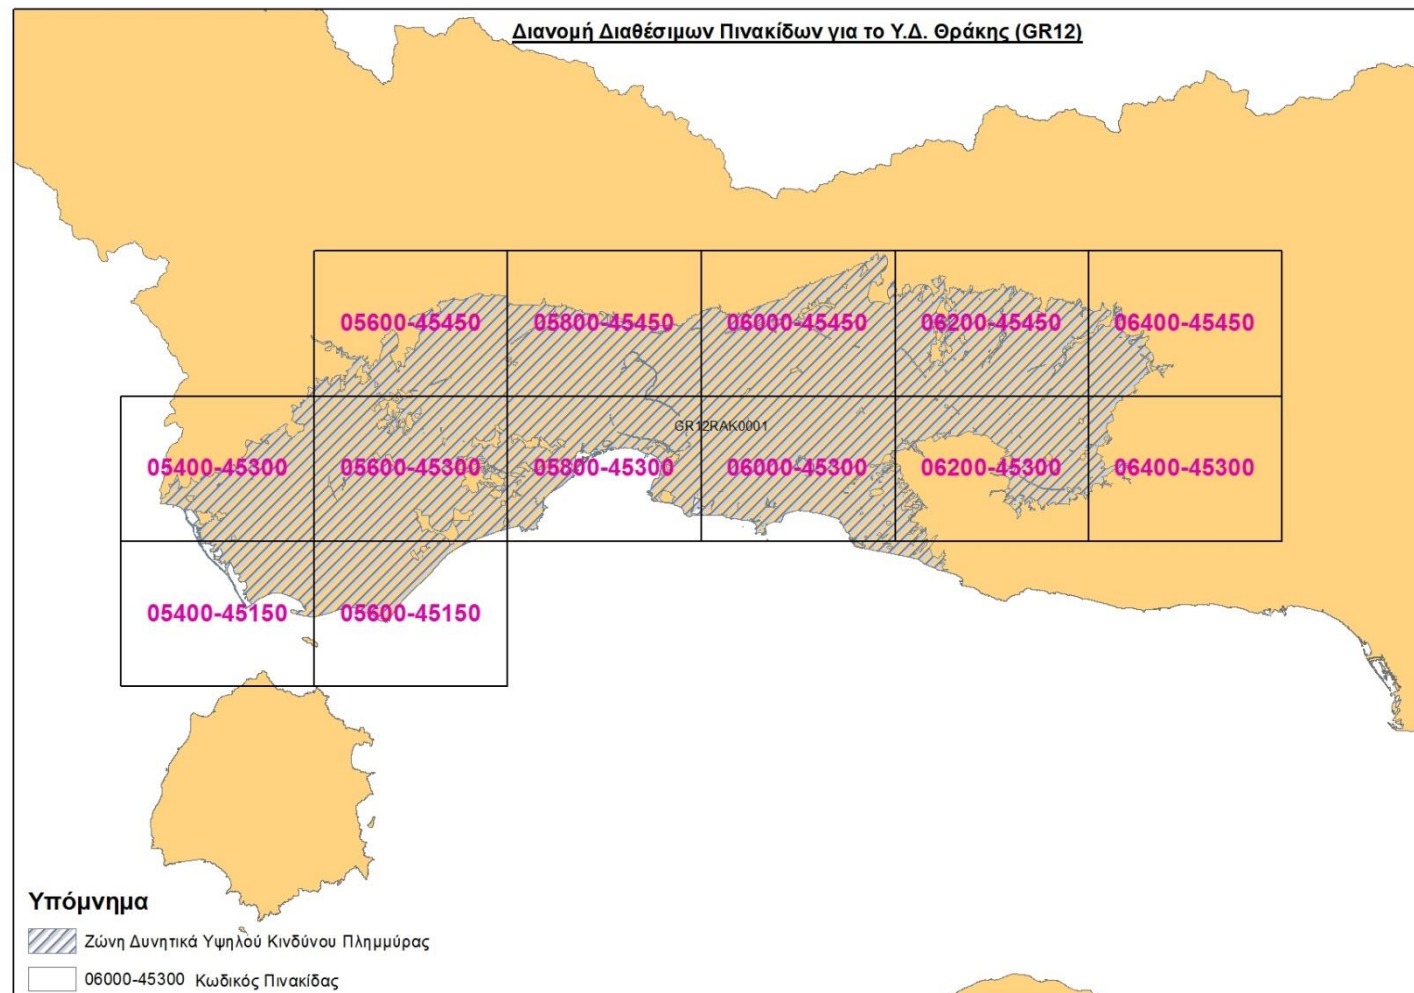 Διανομή Διαθέσιμων Πινακίδων για το Υ.Δ. Θράκης (GR12)
05600-45450 05800-45450 06000-45450 06200-45450 06400-45450
GR12RAK0001
05400-45300 05600-45300 05800-45300 06000-45300 06200-45300 06400-45300
05400-45150 05600-45150
Υπόμνημα
Ζώνη Δυνητικά Υψηλού Κινδύνου Πλημμύρας
06000-45300 Κωδικός Πινακίδας